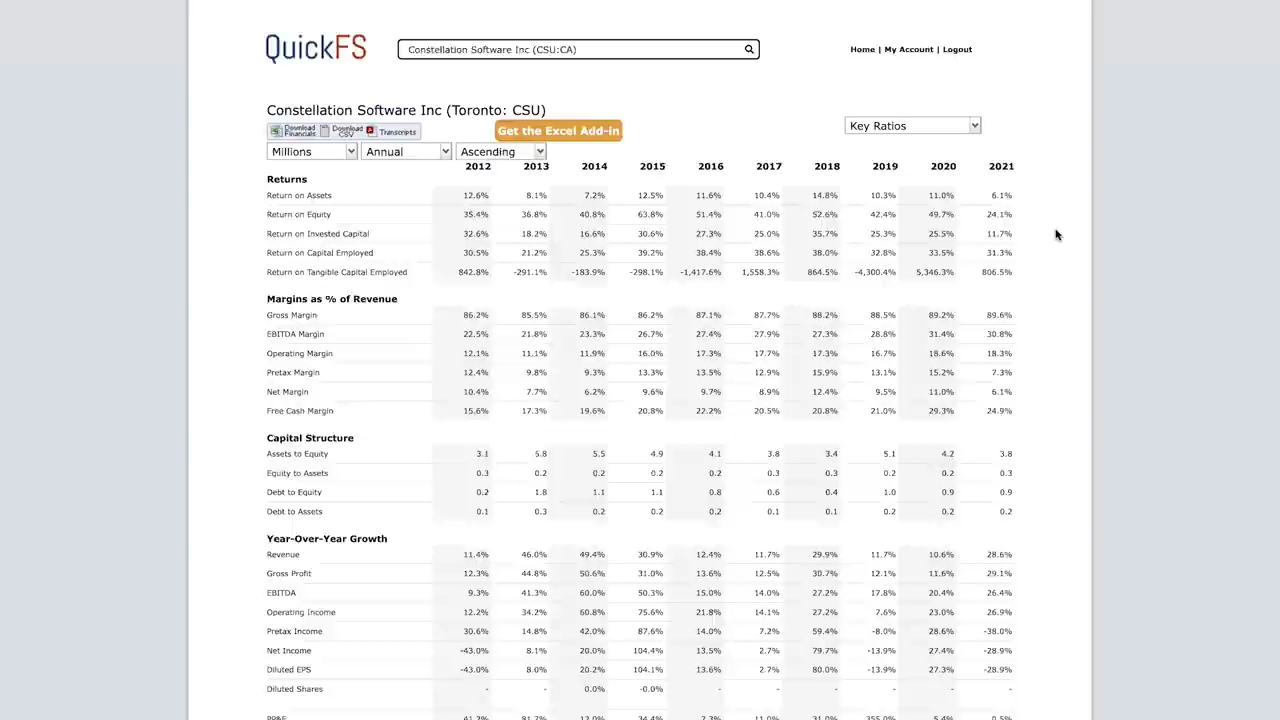 QuickFS
Constellation Software Inc (CSU:CA)
Home | My Account | Logout
Constellation Software Inc (Toronto: CSU)
Download Financials Download CSV Transcripts
Get the Excel Add-in
Key Ratios
Millions Annual Ascending
2012 2013 2014 2015 2016 2017 2018 2019 2020 2021
Returns
Return on Assets 12.6% 8.1% 7.2% 12.5% 11.6% 10.4% 14.8% 10.3% 11.0% 6.1%
Return on Equity 35.4% 36.8% 40.8% 63.8% 51.4% 41.0% 52.6% 42.4% 49.7% 24.1%
Return on Invested Capital 32.6% 18.2% 16.6% 30.6% 27.3% 25.0% 35.7% 25.3% 25.5% 11.7%
Return on Capital Employed 30.5% 21.2% 25.3% 39.2% 38.4% 38.6% 38.0% 32.8% 33.5% 31.3%
Return on Tangible Capital Employed 842.8% -291.1% -183.9% -298.1% -1,417.6% 1,558.3% 864.5% -4,300.4% 5,346.3% 806.5%
Margins as % of Revenue
Gross Margin 86.2% 85.5% 86.1% 86.2% 87.1% 87.7% 88.2% 88.5% 89.2% 89.6%
EBITDA Margin 22.5% 21.8% 23.3% 26.7% 27.4% 27.9% 27.3% 28.8% 31.4% 30.8%
Operating Margin 12.1% 11.1% 11.9% 16.0% 17.3% 17.7% 17.3% 16.7% 18.6% 18.3%
Pretax Margin 12.4% 9.8% 9.3% 13.3% 13.5% 12.9% 15.9% 13.1% 15.2% 7.3%
Net Margin 10.4% 7.7% 6.2% 9.6% 9.7% 8.9% 12.4% 9.5% 11.0% 6.1%
Free Cash Margin 15.6% 17.3% 19.6% 20.8% 22.2% 20.5% 20.8% 21.0% 29.3% 24.9%
Capital Structure
Assets to Equity 3.1 5.8 5.5 4.9 4.1 3.8 3.4 5.1 4.2 3.8
Equity to Assets 0.3 0.2 0.2 0.2 0.2 0.3 0.3 0.2 0.2 0.3
Debt to Equity 0.2 1.8 1.1 1.1 0.8 0.6 0.4 1.0 0.9 0.9
Debt to Assets 0.1 0.3 0.2 0.2 0.2 0.1 0.1 0.2 0.2 0.2
Year-Over-Year Growth
Revenue 11.4% 46.0% 49.4% 30.9% 12.4% 11.7% 29.9% 11.7% 10.6% 28.6%
Gross Profit 12.3% 44.8% 50.6% 31.0% 13.6% 12.5% 30.7% 12.1% 11.6% 29.1%
EBITDA 9.3% 41.3% 60.0% 50.3% 15.0% 14.0% 27.2% 17.8% 20.4% 26.4%
Operating Income 12.2% 34.2% 60.8% 75.6% 21.8% 14.1% 27.2% 7.6% 23.0% 26.9%
Pretax Income 30.6% 14.8% 42.0% 87.6% 14.0% 7.2% 59.4% -8.0% 28.6% -38.0%
Net Income -43.0% 8.1% 20.0% 104.4% 13.5% 2.7% 79.7% -13.9% 27.4% -28.9%
Diluted EPS -43.0% 8.0% 20.2% 104.1% 13.6% 2.7% 80.0% -13.9% 27.3% -28.9%
Diluted Shares - - 0.0% -0.0% - - - - - -